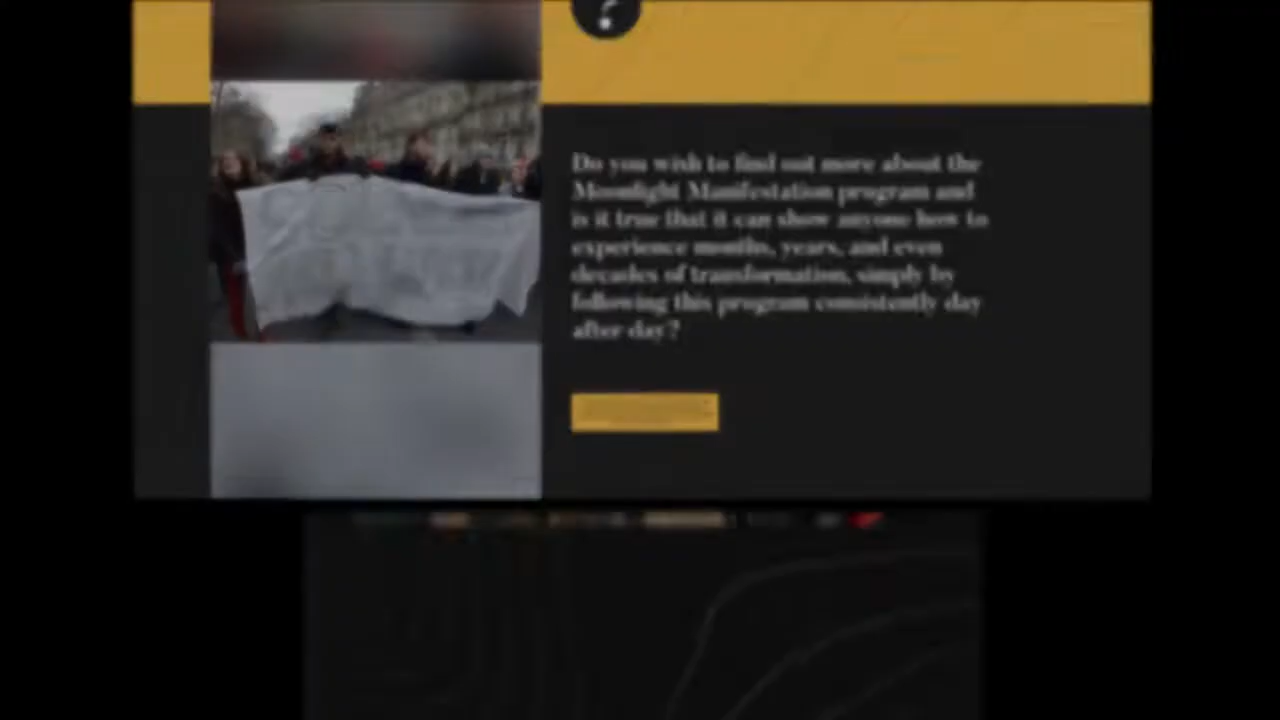 ?
Do you wish to find out more about the
Moonlight Manifestation program and
is it true that it can show anyone how to
experience months, years, and even
decades of transformation, simply by
following this program consistently day
after day?